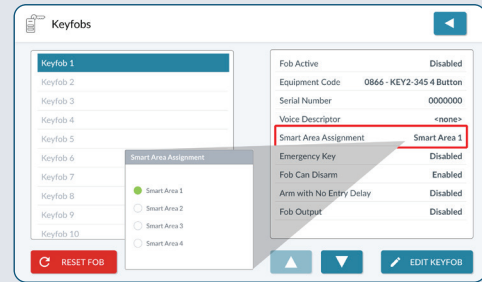 Keyfobs
Keyfob 1
Keyfob 2
Keyfob 3
Keyfob 4
Keyfob 5
Keyfob 6
Keyfob 7
Keyfob 8
Keyfob 9
Keyfob 10
Smart Area Assignment
Smart Area 1
Smart Area 2
Smart Area 3
Smart Area 4
Fob Active Disabled
Equipment Code 0866 - KEY2-345 4 Button
Serial Number 0000000
Voice Descriptor <none>
Smart Area Assignment Smart Area 1
Emergency Key Disabled
Fob Can Disarm Enabled
Arm with No Entry Delay Disabled
Fob Output Disabled
RESET FOB
EDIT KEYFOB